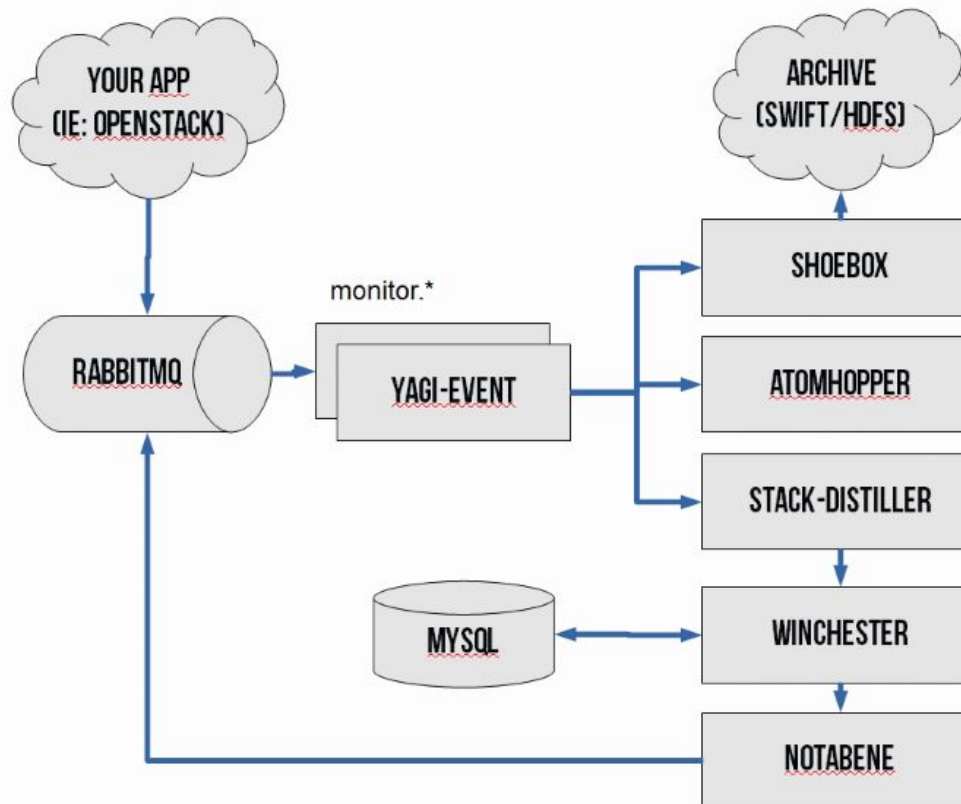 YOUR APP
(IE: OPENSTACK)
ARCHIVE
(SWIFT/HDFS)
SHOEBOX
monitor.*
RABBITMQ
YAGI-EVENT
ATOMHOPPER
STACK-DISTILLER
MYSQL
WINCHESTER
NOTABENE